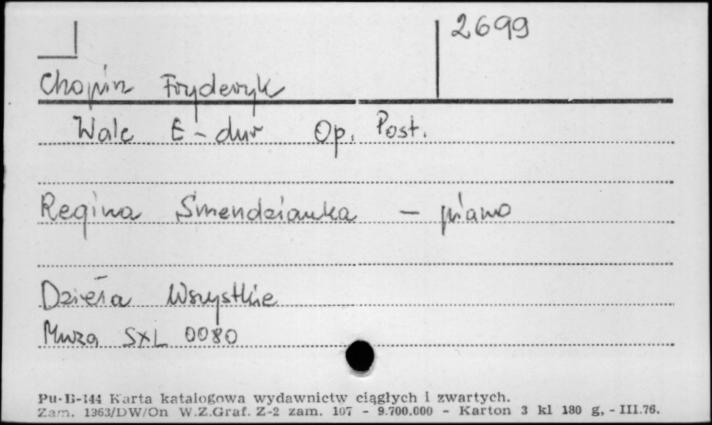 2699
Chopin Fryderyk
Walc E-dur Op. Post.
Regina Smendzianka - piano
Dzieła Wszystkie
Muza SXL 0080
Pu-B-144 Karta katalogowa wydawnictw ciągłych i zwartych.
Zam. 1363/DW/On W.Z.Graf. Z-2 zam. 107 - 9.700.000 - Karton 3 kl 180 g, - III.76.